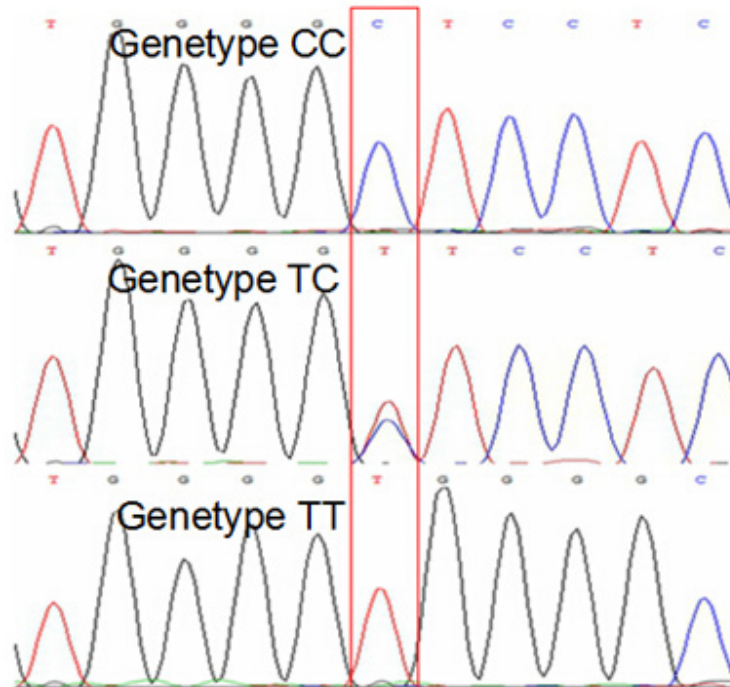 T G G G G C T C C T C
Genetype CC
T G G G G T T C C T C
Genetype TC
T G G G G T G G G G C
Genetype TT